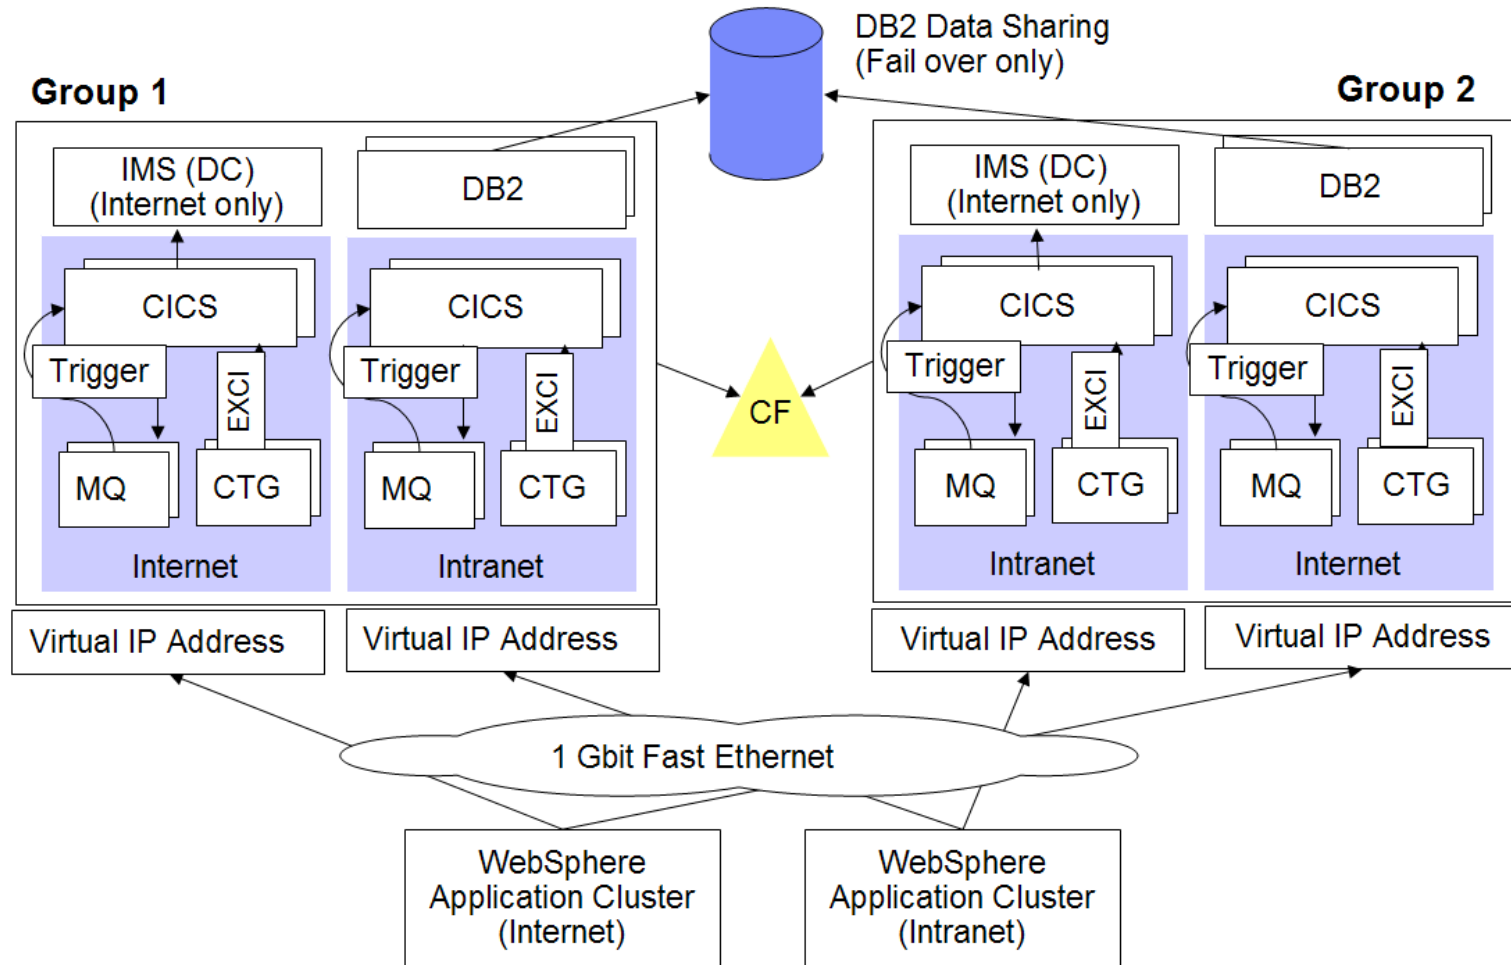 DB2 Data Sharing
(Fail over only)
Group 1
Group 2
IMS (DC)
(Internet only)
DB2
IMS (DC)
(Internet only)
DB2
CICS
CICS
CICS
CICS
Trigger
EXCI
Trigger
EXCI
CF
Trigger
EXCI
Trigger
EXCI
MQ
CTG
MQ
CTG
MQ
CTG
MQ
CTG
Internet
Intranet
Intranet
Internet
Virtual IP Address
Virtual IP Address
Virtual IP Address
Virtual IP Address
1 Gbit Fast Ethernet
WebSphere
Application Cluster
(Internet)
WebSphere
Application Cluster
(Intranet)